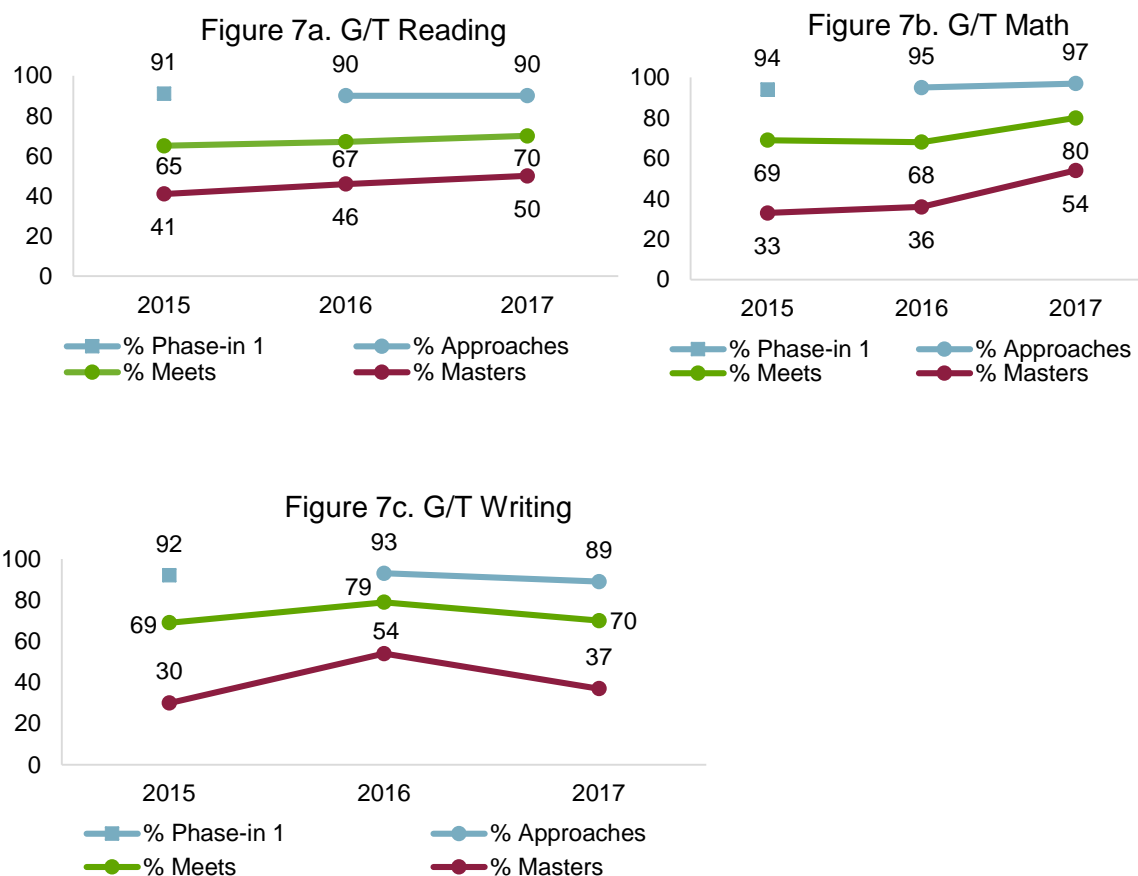 Figure 7a. G/T Reading
91 90 90
100
80
60
40
20
0
65 67 70
41 46 50
2015 2016 2017
% Phase-in 1 % Approaches
% Meets % Masters
Figure 7b. G/T Math
94 95 97
100
80
60
40
20
0
69 68 80
33 36 54
2015 2016 2017
% Phase-in 1 % Approaches
% Meets % Masters
Figure 7c. G/T Writing
92 93 89
100
80
60
40
20
0
69 79 70
30 54 37
2015 2016 2017
% Phase-in 1 % Approaches
% Meets % Masters